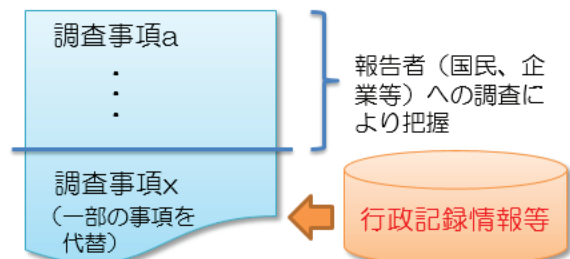 調査事項a
・
・
・
報告者（国民、企
業等）への調査に
より把握
調査事項x
（一部の事項を
代替）
行政記録情報等